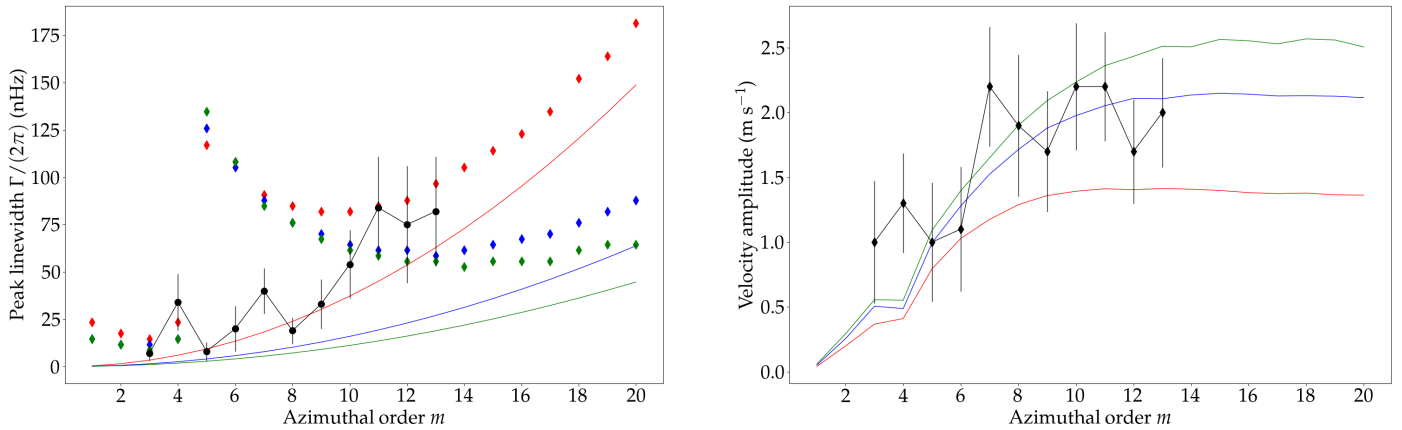 Peak linewidth Γ/(2π) (nHz)
175
150
125
100
75
50
25
0
2 4 6 8 10 12 14 16 18 20
Azimuthal order m
Velocity amplitude (m s⁻¹)
2.5
2.0
1.5
1.0
0.5
0.0
2 4 6 8 10 12 14 16 18 20
Azimuthal order m